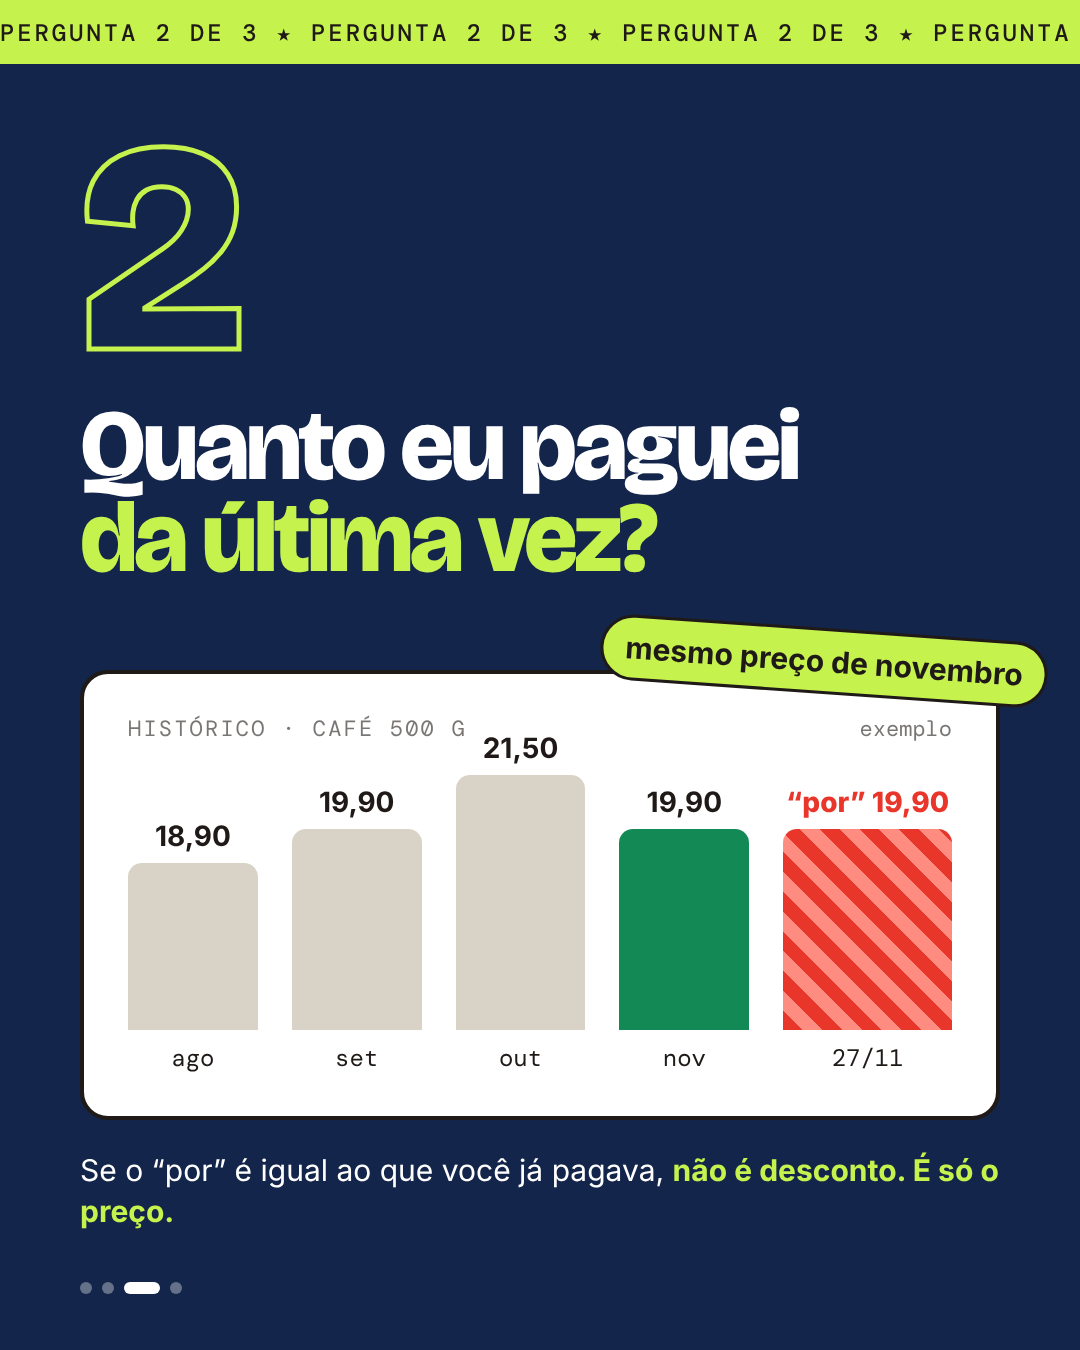 PERGUNTA 2 DE 3 ★ PERGUNTA 2 DE 3 ★ PERGUNTA 2 DE 3 ★ PERGUNTA
2
Quanto eu paguei
da última vez?
mesmo preço de novembro
HISTÓRICO · CAFÉ 500 G
exemplo
18,90
19,90
21,50
19,90
“por” 19,90
ago
set
out
nov
27/11
Se o “por” é igual ao que você já pagava, não é desconto. É só o
preço.